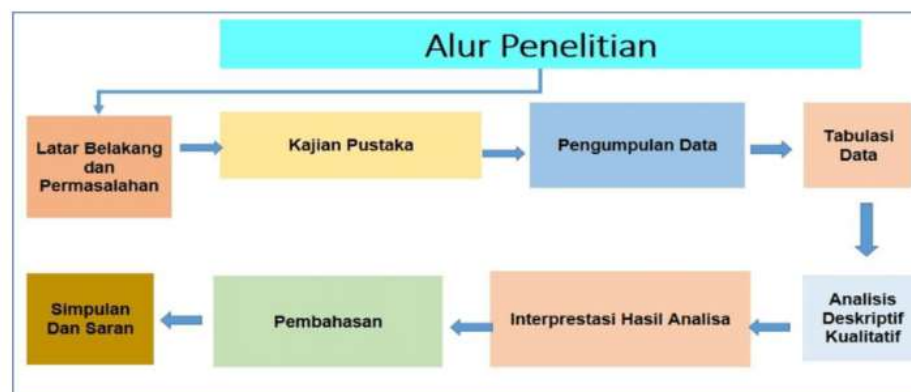 Alur Penelitian
Latar Belakang
dan
Permasalahan
Kajian Pustaka
Pengumpulan Data
Tabulasi
Data
Analisis
Deskriptif
Kualitatif
Interprestasi Hasil Analisa
Pembahasan
Simpulan
Dan Saran